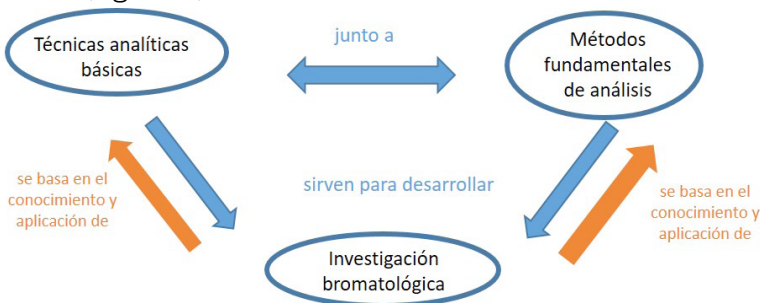 Técnicas analíticas
básicas
junto a
Métodos
fundamentales
de análisis
se basa en el
conocimiento y
aplicación de
sirven para desarrollar
se basa en el
conocimiento y
aplicación de
Investigación
bromatológica